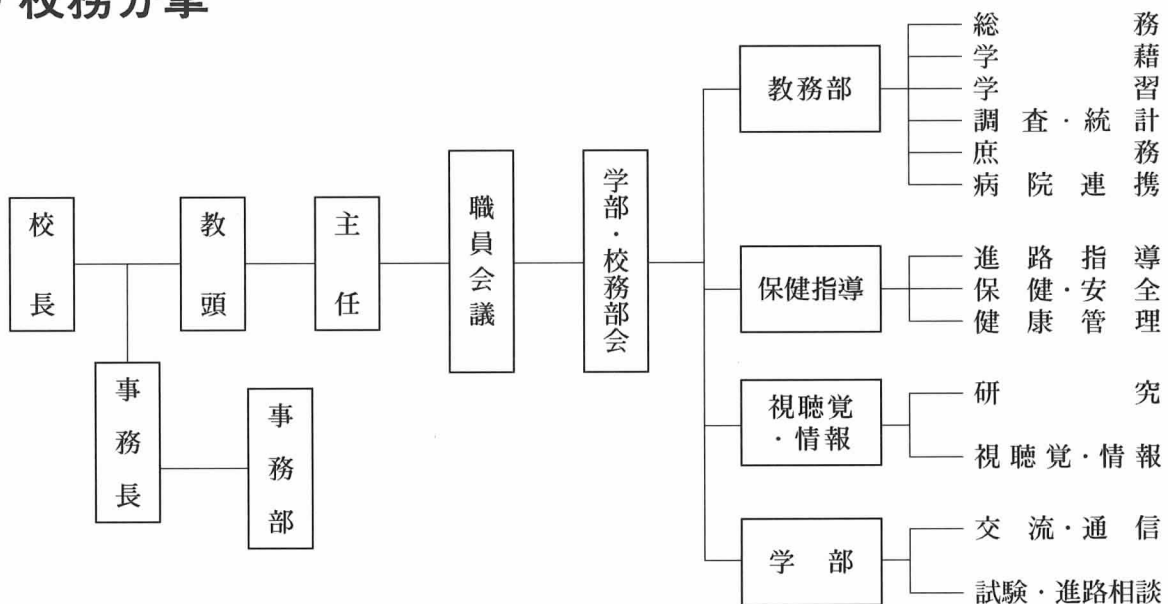 校務分掌
校長
教頭
主任
職員会議
学部・校務部会
事務長
事務部
教務部
総務
学藉
学習
調査・統計
庶務
病院連携
保健指導
進路指導
保健・安全
健康管理
視聴覚
・情報
研究
視聴覚・情報
学部
交流・通信
試験・進路相談